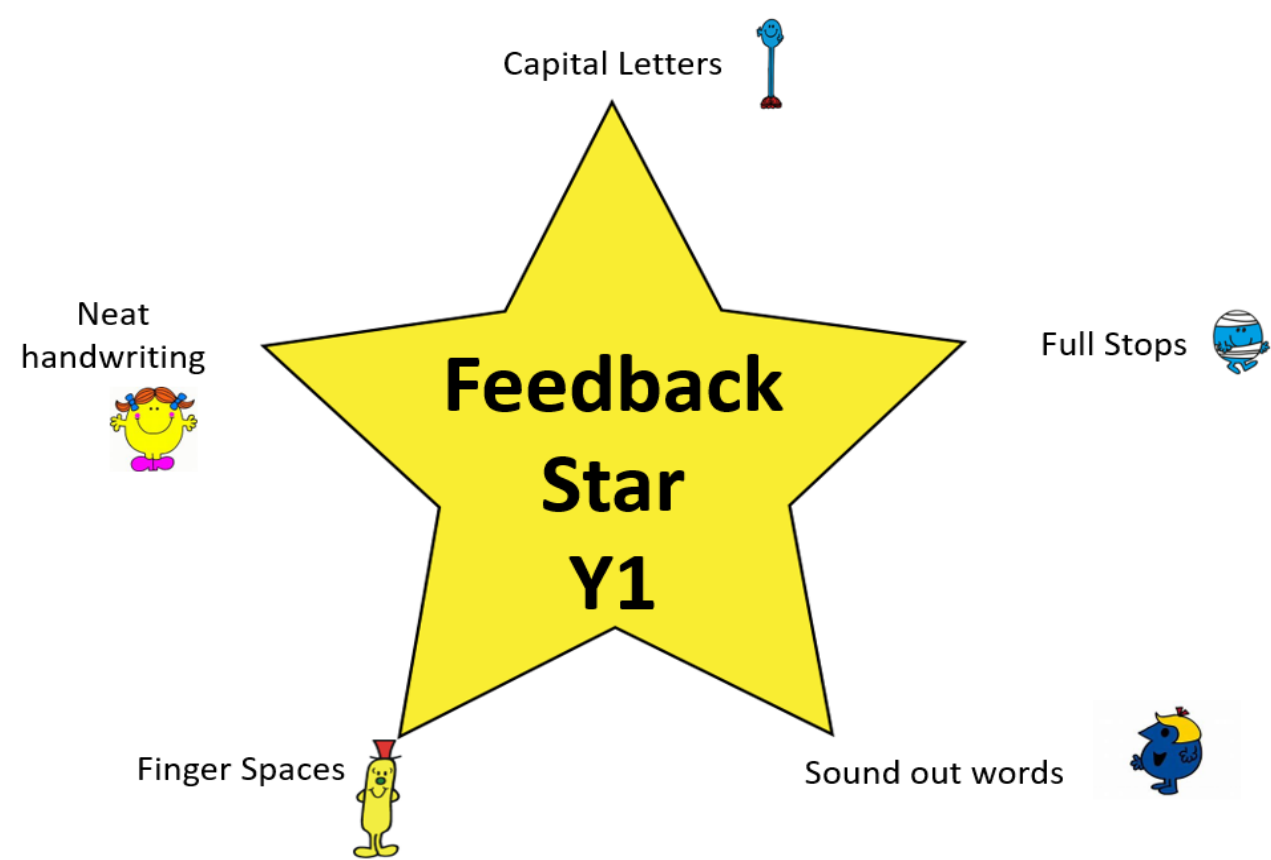 Capital Letters
Neat
handwriting
Full Stops
Feedback
Star
Y1
Finger Spaces
Sound out words